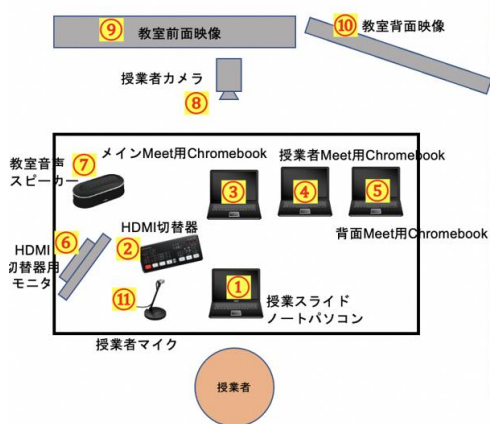 ⑨ 教室前面映像
⑩ 教室背面映像
授業者カメラ
⑧
⑦ メインMeet用Chromebook
授業者Meet用Chromebook
教室音声
スピーカー
③
④
⑤
背面Meet用Chromebook
⑥
HDMI
切替器用
モニタ
HDMI切替器
②
⑪
①
授業スライド
ノートパソコン
授業者マイク
授業者